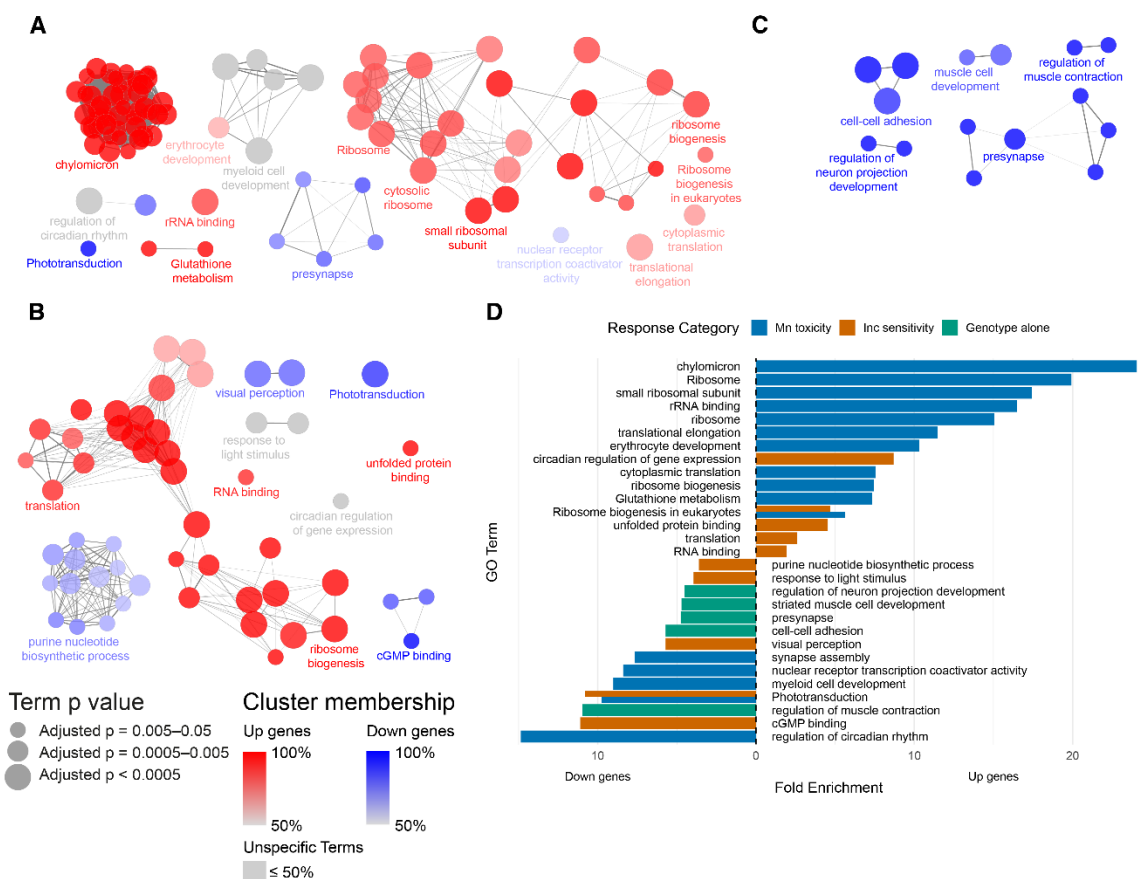 A
chylomicron
erythrocyte
development
myeloid cell
development
Ribosome
cytosolic
ribosome
small ribosomal
subunit
ribosome
biogenesis
Ribosome
biogenesis
in eukaryotes
cytoplasmic
translation
translational
elongation
nuclear receptor
transcription coactivator
activity
regulation of
circadian rhythm
rRNA binding
Phototransduction
Glutathione
metabolism
presynapse
C
cell-cell adhesion
muscle cell
development
regulation of
muscle contraction
regulation of
neuron projection
development
presynapse
B
visual perception
Phototransduction
response to
light stimulus
unfolded protein
binding
RNA binding
translation
circadian regulation
of gene expression
purine nucleotide
biosynthetic process
ribosome
biogenesis
cGMP binding
Term p value
Adjusted p = 0.005–0.05
Adjusted p = 0.0005–0.005
Adjusted p < 0.0005
Cluster membership
Up genes
100%
50%
Down genes
100%
50%
Unspecific Terms
≤ 50%
D
Response Category Mn toxicity Inc sensitivity Genotype alone
GO Term
chylomicron
Ribosome
small ribosomal subunit
rRNA binding
ribosome
translational elongation
erythrocyte development
circadian regulation of gene expression
cytoplasmic translation
ribosome biogenesis
Glutathione metabolism
Ribosome biogenesis in eukaryotes
unfolded protein binding
translation
RNA binding
purine nucleotide biosynthetic process
response to light stimulus
regulation of neuron projection development
striated muscle cell development
presynapse
cell-cell adhesion
visual perception
synapse assembly
nuclear receptor transcription coactivator activity
myeloid cell development
Phototransduction
regulation of muscle contraction
cGMP binding
regulation of circadian rhythm
10 0 10 20
Down genes Up genes
Fold Enrichment